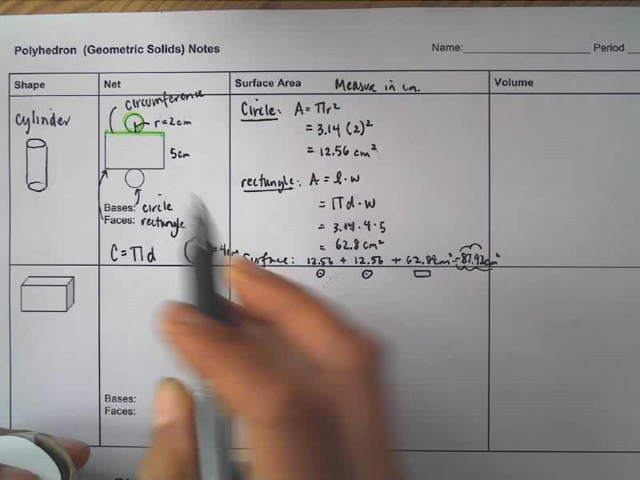 Polyhedron (Geometric Solids) Notes
Name:
Period
Shape
Net
Surface Area
Measure in cm.
Volume
cylinder
circumference
r=2cm
5cm
Bases: circle
Faces: rectangle
C = πd
= 4cm
Circle: A = πr²
= 3.14 (2)²
= 12.56 cm²
rectangle: A = l · w
= πd · w
= 3.14 · 4 · 5
= 62.8 cm²
Surface: 12.56 + 12.56 +
Bases:
Faces: